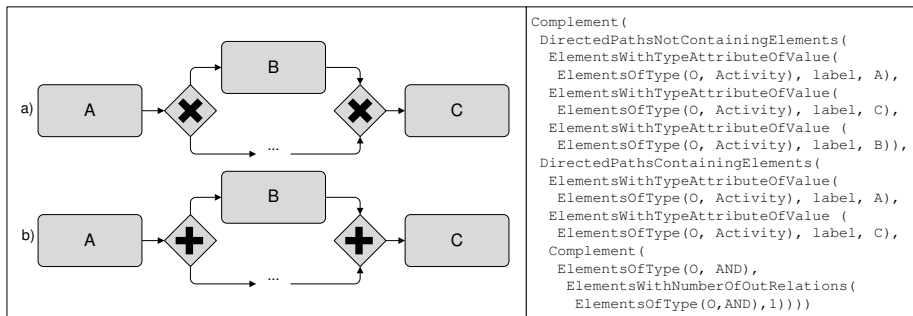 a)
A
B
...
C
b)
A
B
...
C
Complement(
DirectedPathsNotContainingElements(
ElementsWithTypeAttributeOfValue(
ElementsOfType(O, Activity), label, A),
ElementsWithTypeAttributeOfValue(
ElementsOfType(O, Activity), label, C),
ElementsWithTypeAttributeOfValue (
ElementsOfType(O, Activity), label, B)),
DirectedPathsContainingElements(
ElementsWithTypeAttributeOfValue(
ElementsOfType(O, Activity), label, A),
ElementsWithTypeAttributeOfValue (
ElementsOfType(O, Activity), label, C),
Complement(
ElementsOfType(O, AND),
ElementsWithNumberOfOutRelations(
ElementsOfType(O,AND),1))))